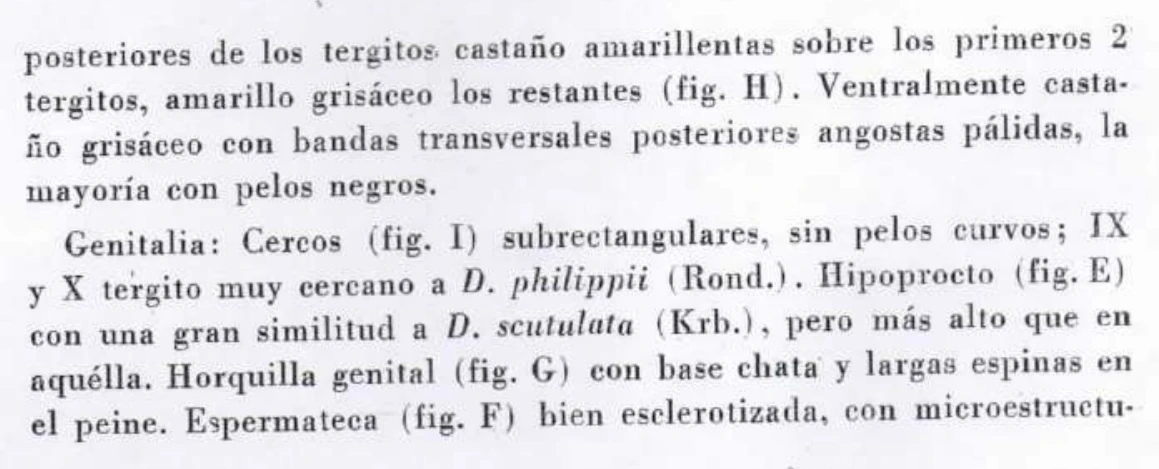 posteriores de los tergitos castaño amarillentas sobre los primeros 2
tergitos, amarillo grisáceo los restantes (fig. H). Ventralmente casta-
ño grisáceo con bandas transversales posteriores angostas pálidas, la
mayoría con pelos negros.
Genitalia: Cercos (fig. I) subrectangulares, sin pelos curvos; IX
y X tergito muy cercano a D. philippii (Rond.). Hipoprocto (fig. E)
con una gran similitud a D. scutulata (Krb.), pero más alto que en
aquélla. Horquilla genital (fig. G) con base chata y largas espinas en
el peine. Espermateca (fig. F) bien esclerotizada, con microestructu-